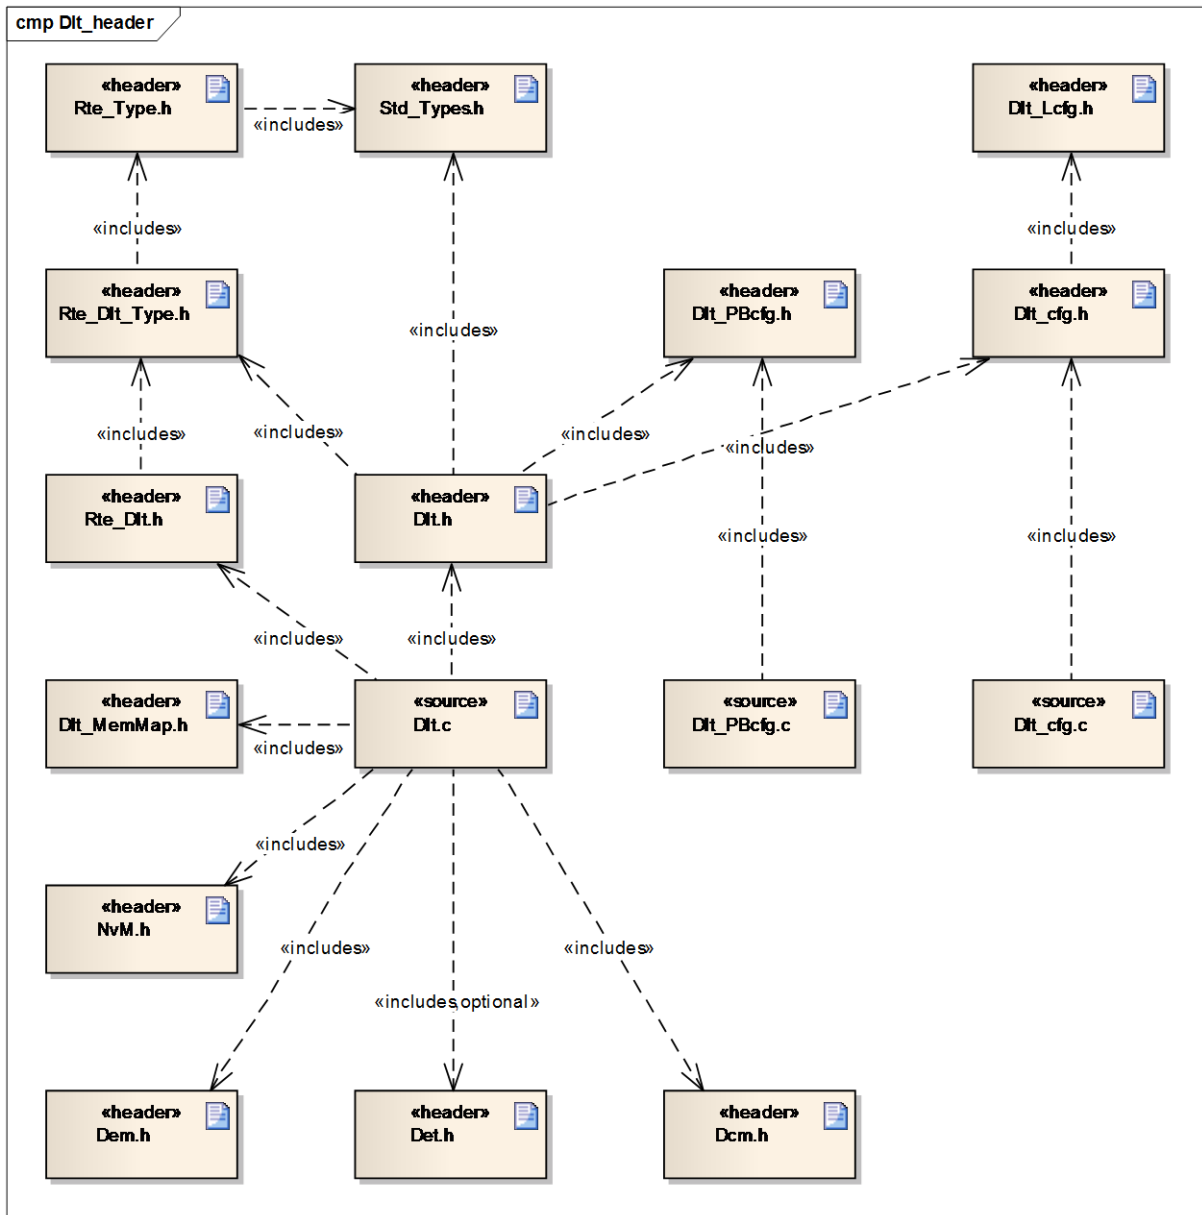 cmp Dlt_header
«header»
Rte_Type.h
«header»
Std_Types.h
«header»
Dlt_Lcfg.h
«includes»
«includes»
«includes»
«header»
Rte_Dlt_Type.h
«header»
Dlt_PBcfg.h
«header»
Dlt_cfg.h
«includes»
«includes»
«includes»
«includes»
«includes»
«header»
Rte_Dlt.h
«header»
Dlt.h
«includes»
«includes»
«includes»
«includes»
«header»
Dlt_MemMap.h
«source»
Dlt.c
«source»
Dlt_PBcfg.c
«source»
Dlt_cfg.c
«includes»
«includes»
«header»
NvM.h
«includes»
«includes»
«includes,optional»
«header»
Dem.h
«header»
Det.h
«header»
Dcm.h